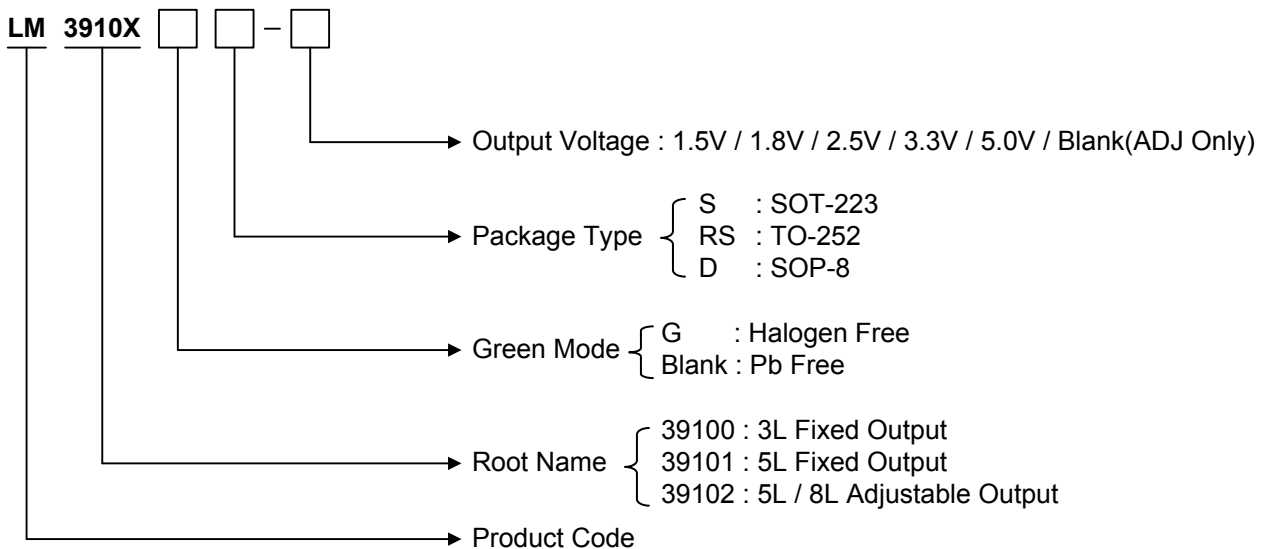 LM 3910X –
Output Voltage : 1.5V / 1.8V / 2.5V / 3.3V / 5.0V / Blank(ADJ Only)
Package Type
S : SOT-223
RS : TO-252
D : SOP-8
Green Mode
G : Halogen Free
Blank : Pb Free
Root Name
39100 : 3L Fixed Output
39101 : 5L Fixed Output
39102 : 5L / 8L Adjustable Output
Product Code